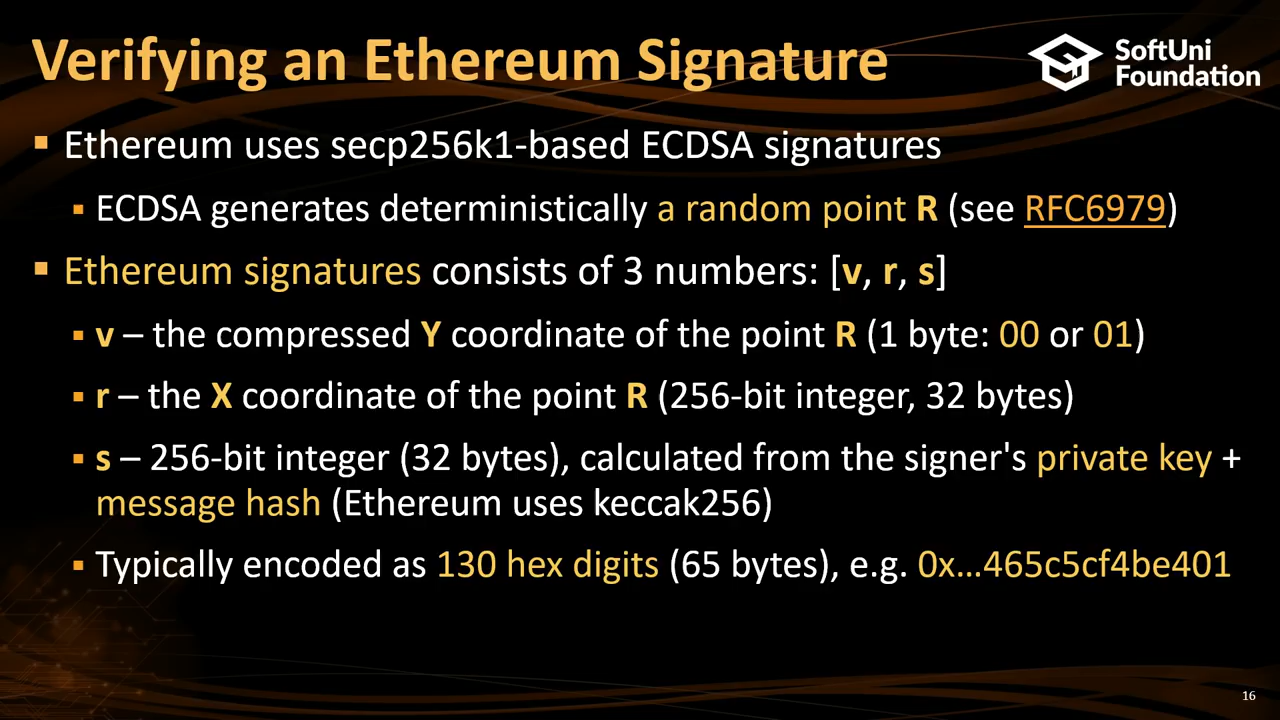 Verifying an Ethereum Signature
SoftUni
Foundation
▪ Ethereum uses secp256k1-based ECDSA signatures
▪ ECDSA generates deterministically a random point R (see RFC6979)
▪ Ethereum signatures consists of 3 numbers: [v, r, s]
▪ v – the compressed Y coordinate of the point R (1 byte: 00 or 01)
▪ r – the X coordinate of the point R (256-bit integer, 32 bytes)
▪ s – 256-bit integer (32 bytes), calculated from the signer's private key +
message hash (Ethereum uses keccak256)
▪ Typically encoded as 130 hex digits (65 bytes), e.g. 0x…465c5cf4be401
16